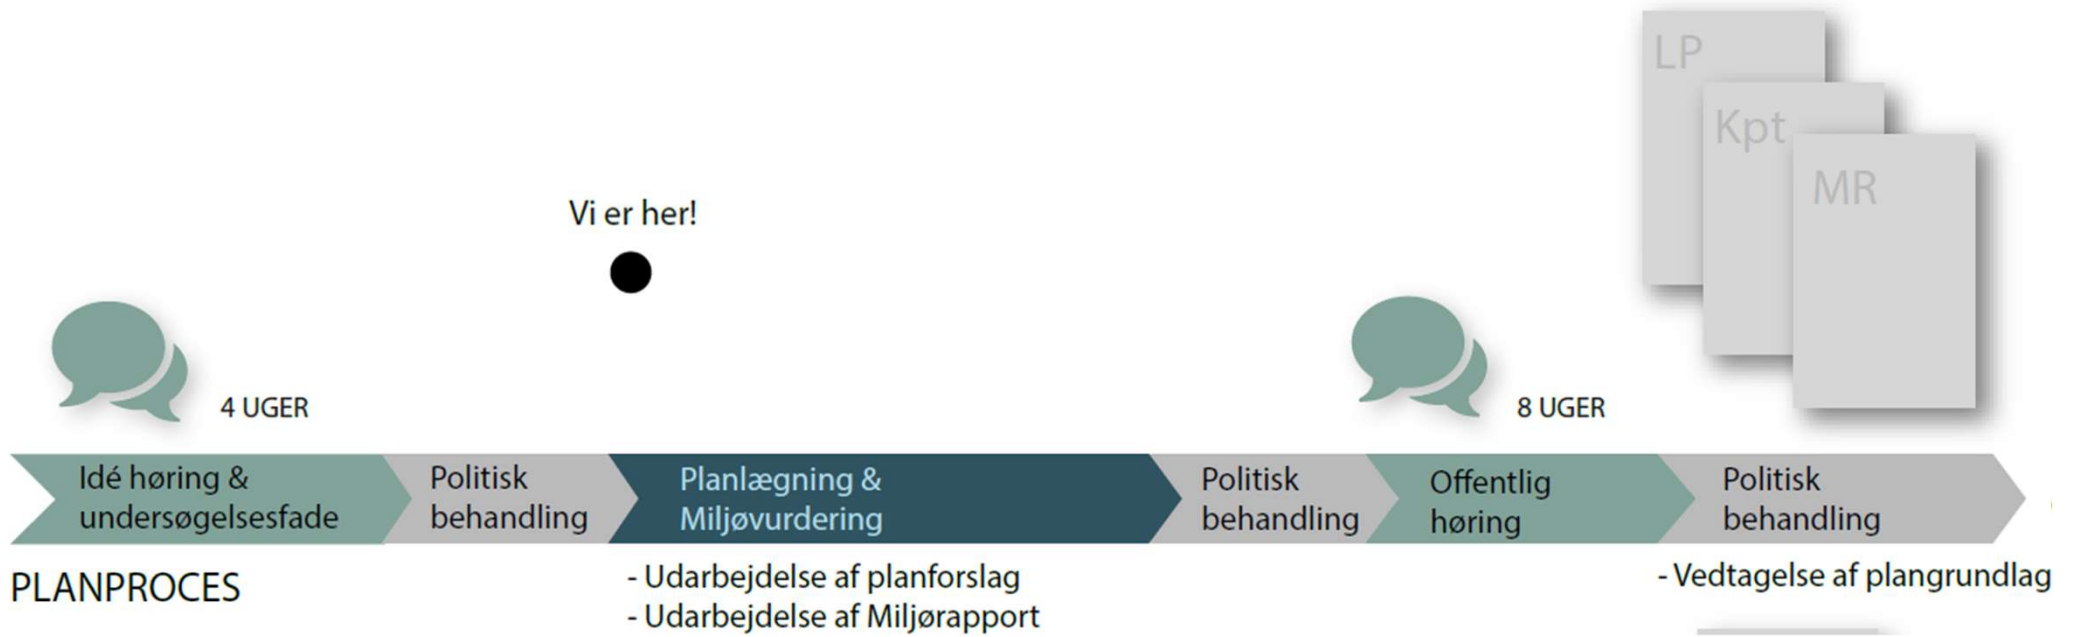 LP
Kpt
MR
Vi er her!
4 UGER
8 UGER
Idé høring &
undersøgelsesfade
Politisk
behandling
Planlægning &
Miljøvurdering
Politisk
behandling
Offentlig
høring
Politisk
behandling
PLANPROCES
- Udarbejdelse af planforslag
- Udarbejdelse af Miljørapport
- Vedtagelse af plangrundlag